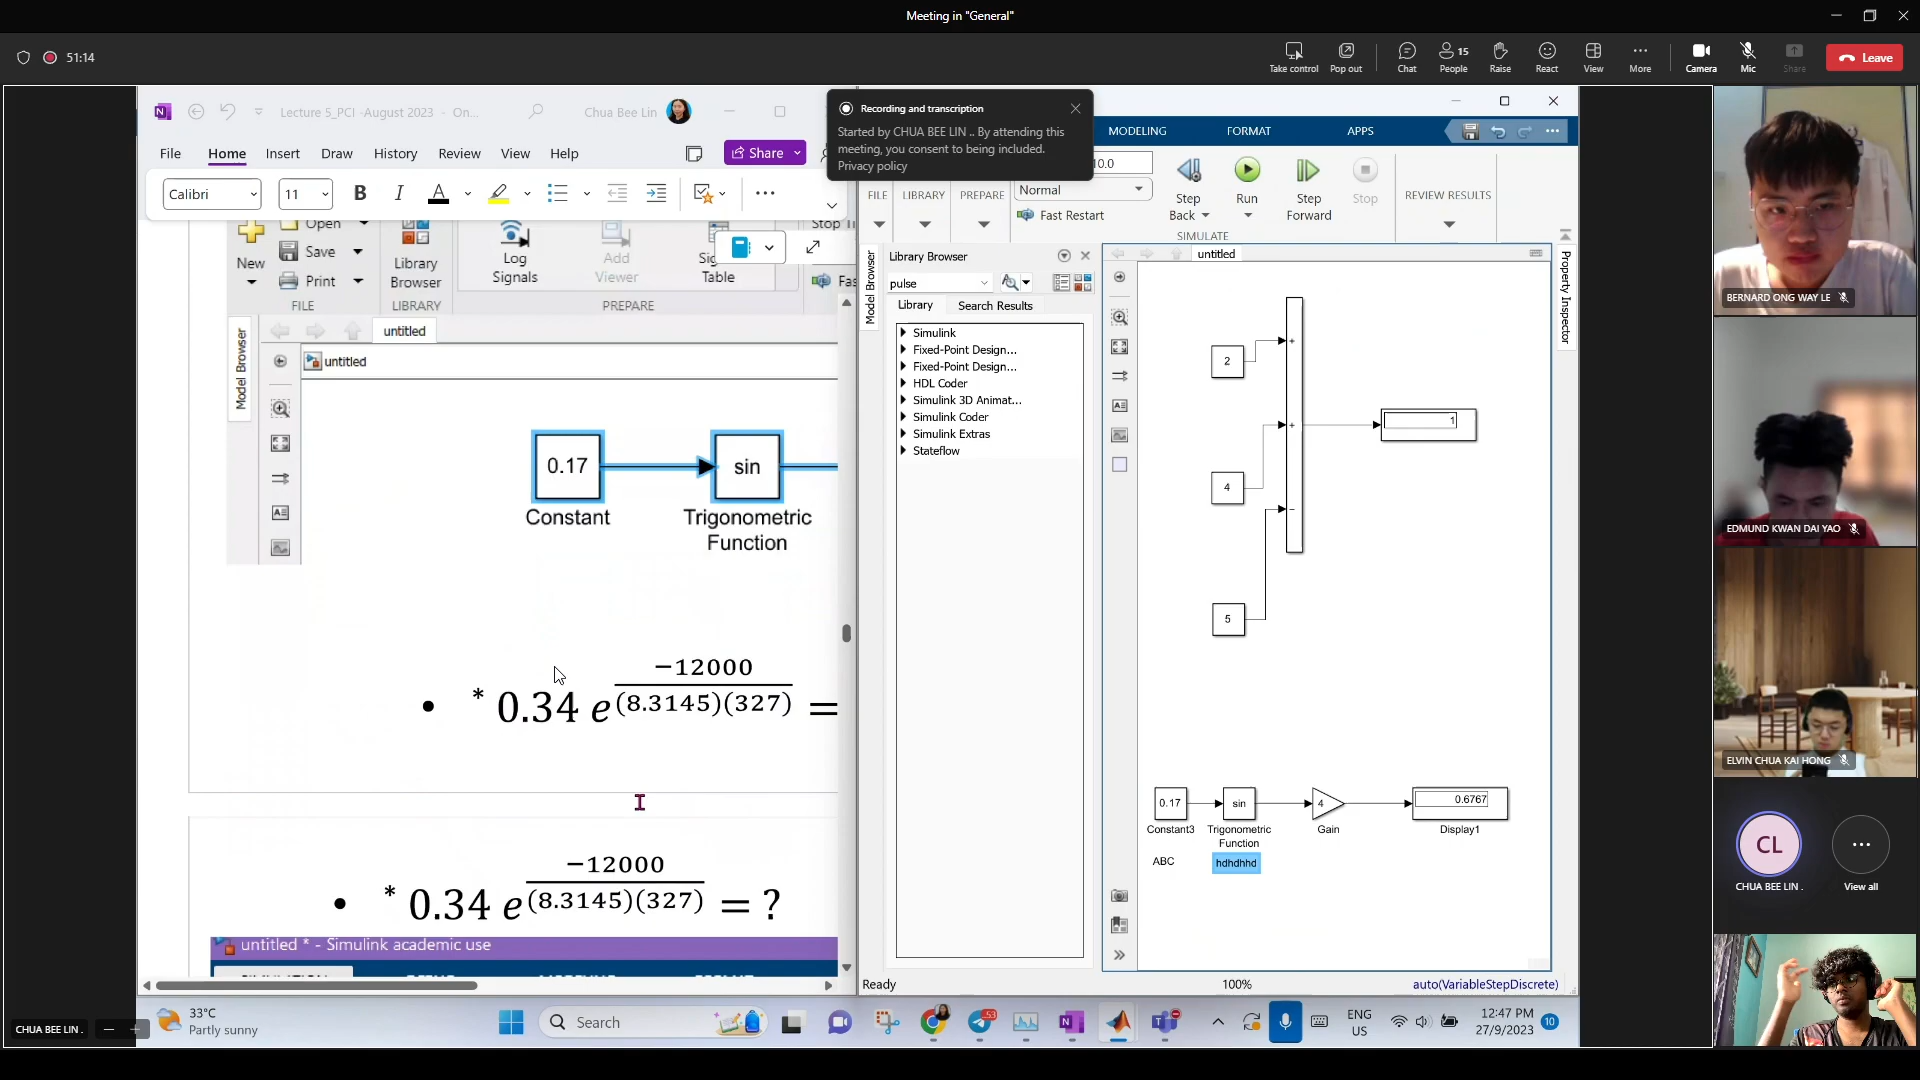 Meeting in "General"
51:14
Take control
Pop out
Chat
15
People
Raise
React
View
More
Camera
Mic
Share
Leave
Lecture 5_PCI -August 2023 - On...
Chua Bee Lin
File Home Insert Draw History Review View Help
Share
Calibri
11
B I A
Open
New
Save
Print
FILE
Library
Browser
LIBRARY
Log
Signals
Add
Viewer
Table
PREPARE
Stop
untitled
Model Browser
untitled
0.17
sin
Constant
Trigonometric
Function
• * 0.34 e^{-12000/(8.3145)(327)} =
• * 0.34 e^{-12000/(8.3145)(327)} = ?
untitled * - Simulink academic use
Recording and transcription
Started by CHUA BEE LIN .. By attending this
meeting, you consent to being included.
Privacy policy
MODELING
FORMAT
APPS
FILE
LIBRARY
PREPARE
10.0
Normal
Fast Restart
Step
Back
Run
Step
Forward
Stop
SIMULATE
REVIEW RESULTS
Model Browser
Library Browser
pulse
Library
Search Results
Simulink
Fixed-Point Design...
Fixed-Point Design...
HDL Coder
Simulink 3D Animat...
Simulink Coder
Simulink Extras
Stateflow
untitled
Property Inspector
2
4
5
+
+
−
1
0.17
sin
4
0.6767
Constant3
Trigonometric
Function
Gain
Display1
ABC
hdhdhhd
Ready
100%
auto(VariableStepDiscrete)
BERNARD ONG WAY LE
EDMUND KWAN DAI YAO
ELVIN CHUA KAI HONG
CL
CHUA BEE LIN .
View all
CHUA BEE LIN .
33°C
Partly sunny
Search
53
ENG
US
12:47 PM
27/9/2023
10